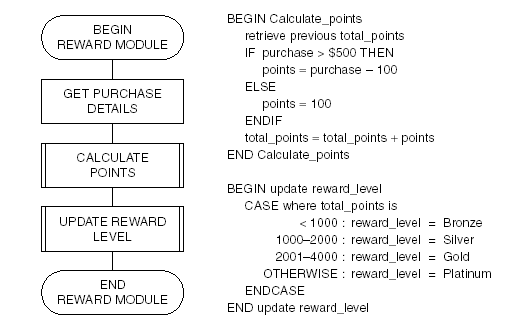 BEGIN
REWARD MODULE
GET PURCHASE
DETAILS
CALCULATE
POINTS
UPDATE REWARD
LEVEL
END
REWARD MODULE
BEGIN Calculate_points
retrieve previous total_points
IF purchase > $500 THEN
points = purchase – 100
ELSE
points = 100
ENDIF
total_points = total_points + points
END Calculate_points
BEGIN update reward_level
CASE where total_points is
< 1000 : reward_level = Bronze
1000–2000 : reward_level = Silver
2001–4000 : reward_level = Gold
OTHERWISE : reward_level = Platinum
ENDCASE
END update reward_level